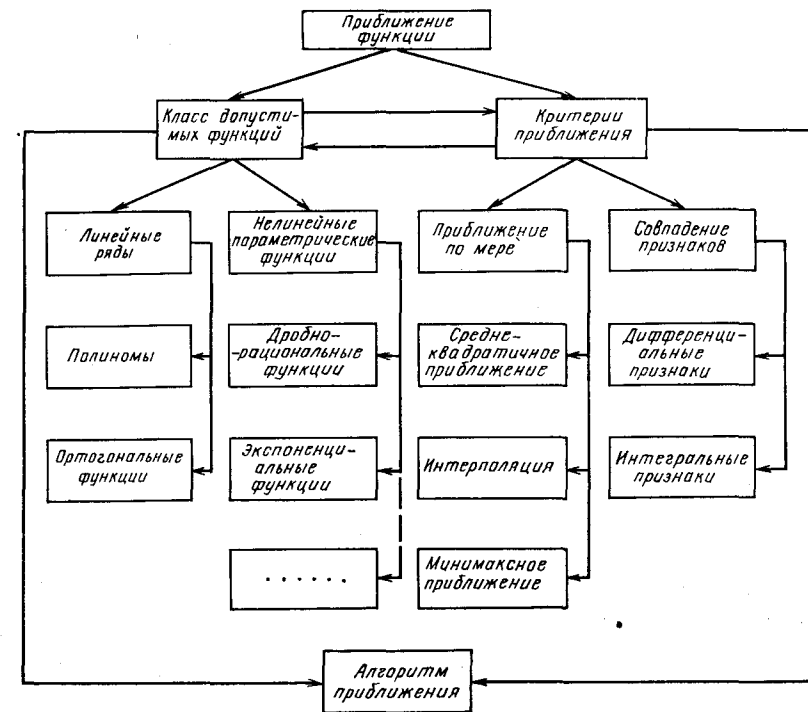 Приближение
функции
Класс допусти-
мых функций
Критерии
приближения
Линейные
ряды
Нелинейные
параметрические
функции
Приближение
по мере
Совпадение
признаков
Полиномы
Дробно-
-рациональные
функции
Средне-
квадратичное
приближение
Дифференци-
альные
признаки
Ортогональные
функции
Экспоненци-
альные
функции
Интерполяция
Интегральные
признаки
. . . . . .
Минимаксное
приближение
Алгоритм
приближения